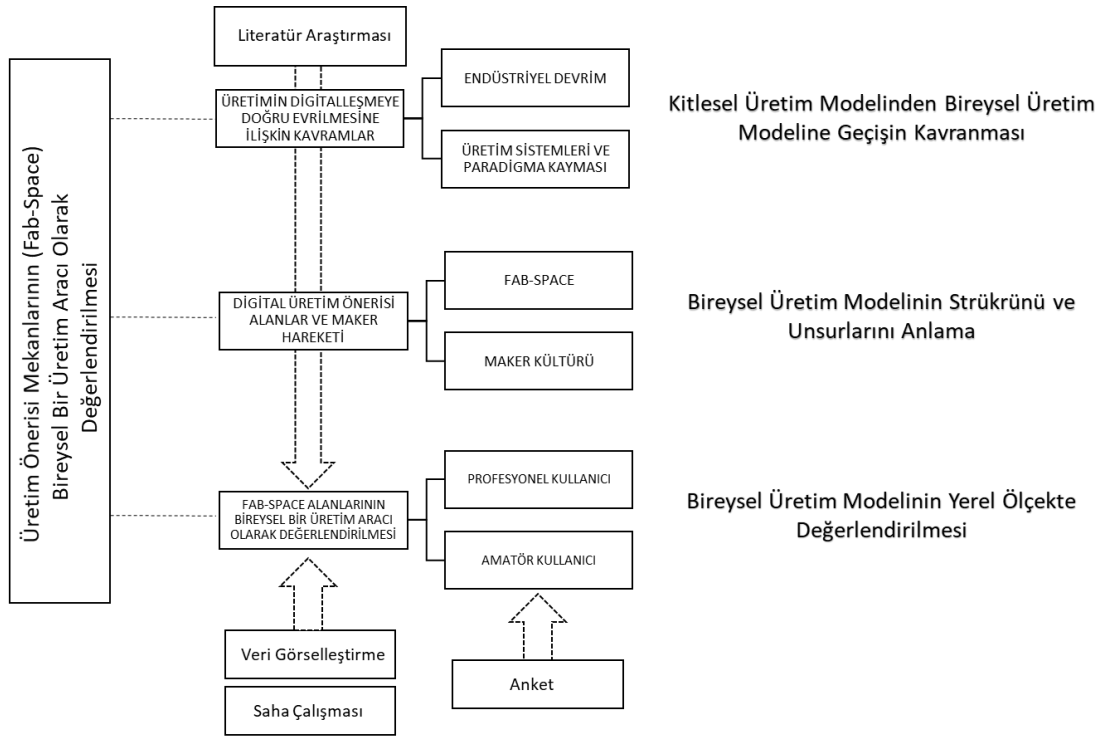 Üretim Önerisi Mekanlarının (Fab-Space)
Bireysel Bir Üretim Aracı Olarak
Değerlendirilmesi
Literatür Araştırması
ÜRETİMİN DİGİTALLEŞMEYE
DOĞRU EVRİLMESİNE
İLİŞKİN KAVRAMLAR
ENDÜSTRİYEL DEVRİM
ÜRETİM SİSTEMLERİ VE
PARADİGMA KAYMASI
Kitlesel Üretim Modelinden Bireysel Üretim
Modeline Geçişin Kavranması
DİGİTAL ÜRETİM ÖNERİSİ
ALANLAR VE MAKER
HAREKETİ
FAB-SPACE
MAKER KÜLTÜRÜ
Bireysel Üretim Modelinin Strükrünü ve
Unsurlarını Anlama
FAB-SPACE ALANLARININ
BİREYSEL BİR ÜRETİM ARACI
OLARAK DEĞERLENDİRİLMESİ
PROFESYONEL KULLANICI
AMATÖR KULLANICI
Bireysel Üretim Modelinin Yerel Ölçekte
Değerlendirilmesi
Veri Görselleştirme
Saha Çalışması
Anket